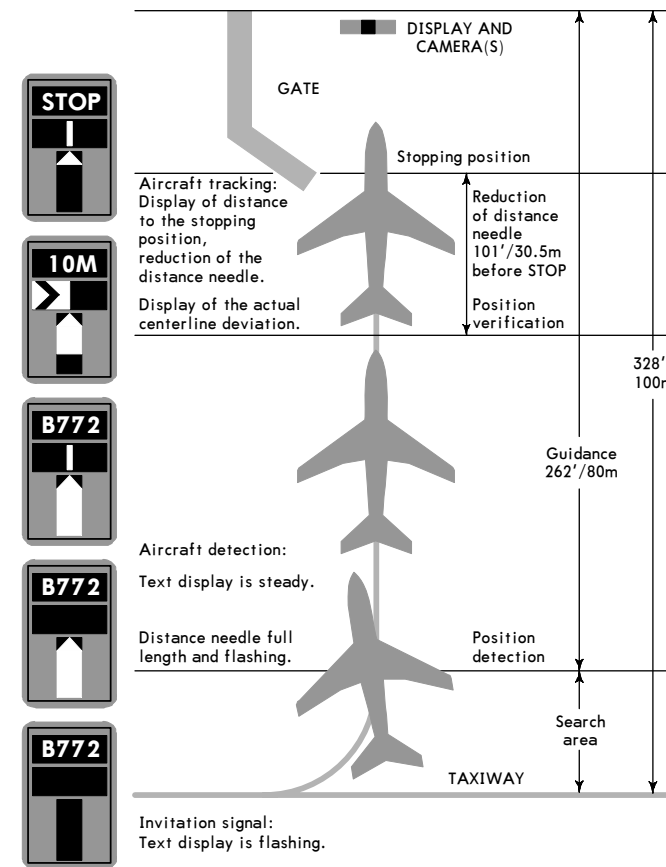 DISPLAY AND
CAMERA(S)
GATE
STOP
Stopping position
Aircraft tracking:
Display of distance
to the stopping
position,
reduction of the
distance needle.
Reduction
of distance
needle
101'/30.5m
before STOP
10M
Display of the actual
centerline deviation.
Position
verification
328'
100m
B772
Guidance
262'/80m
Aircraft detection:
Text display is steady.
B772
Distance needle full
length and flashing.
Position
detection
Search
area
B772
TAXIWAY
Invitation signal:
Text display is flashing.